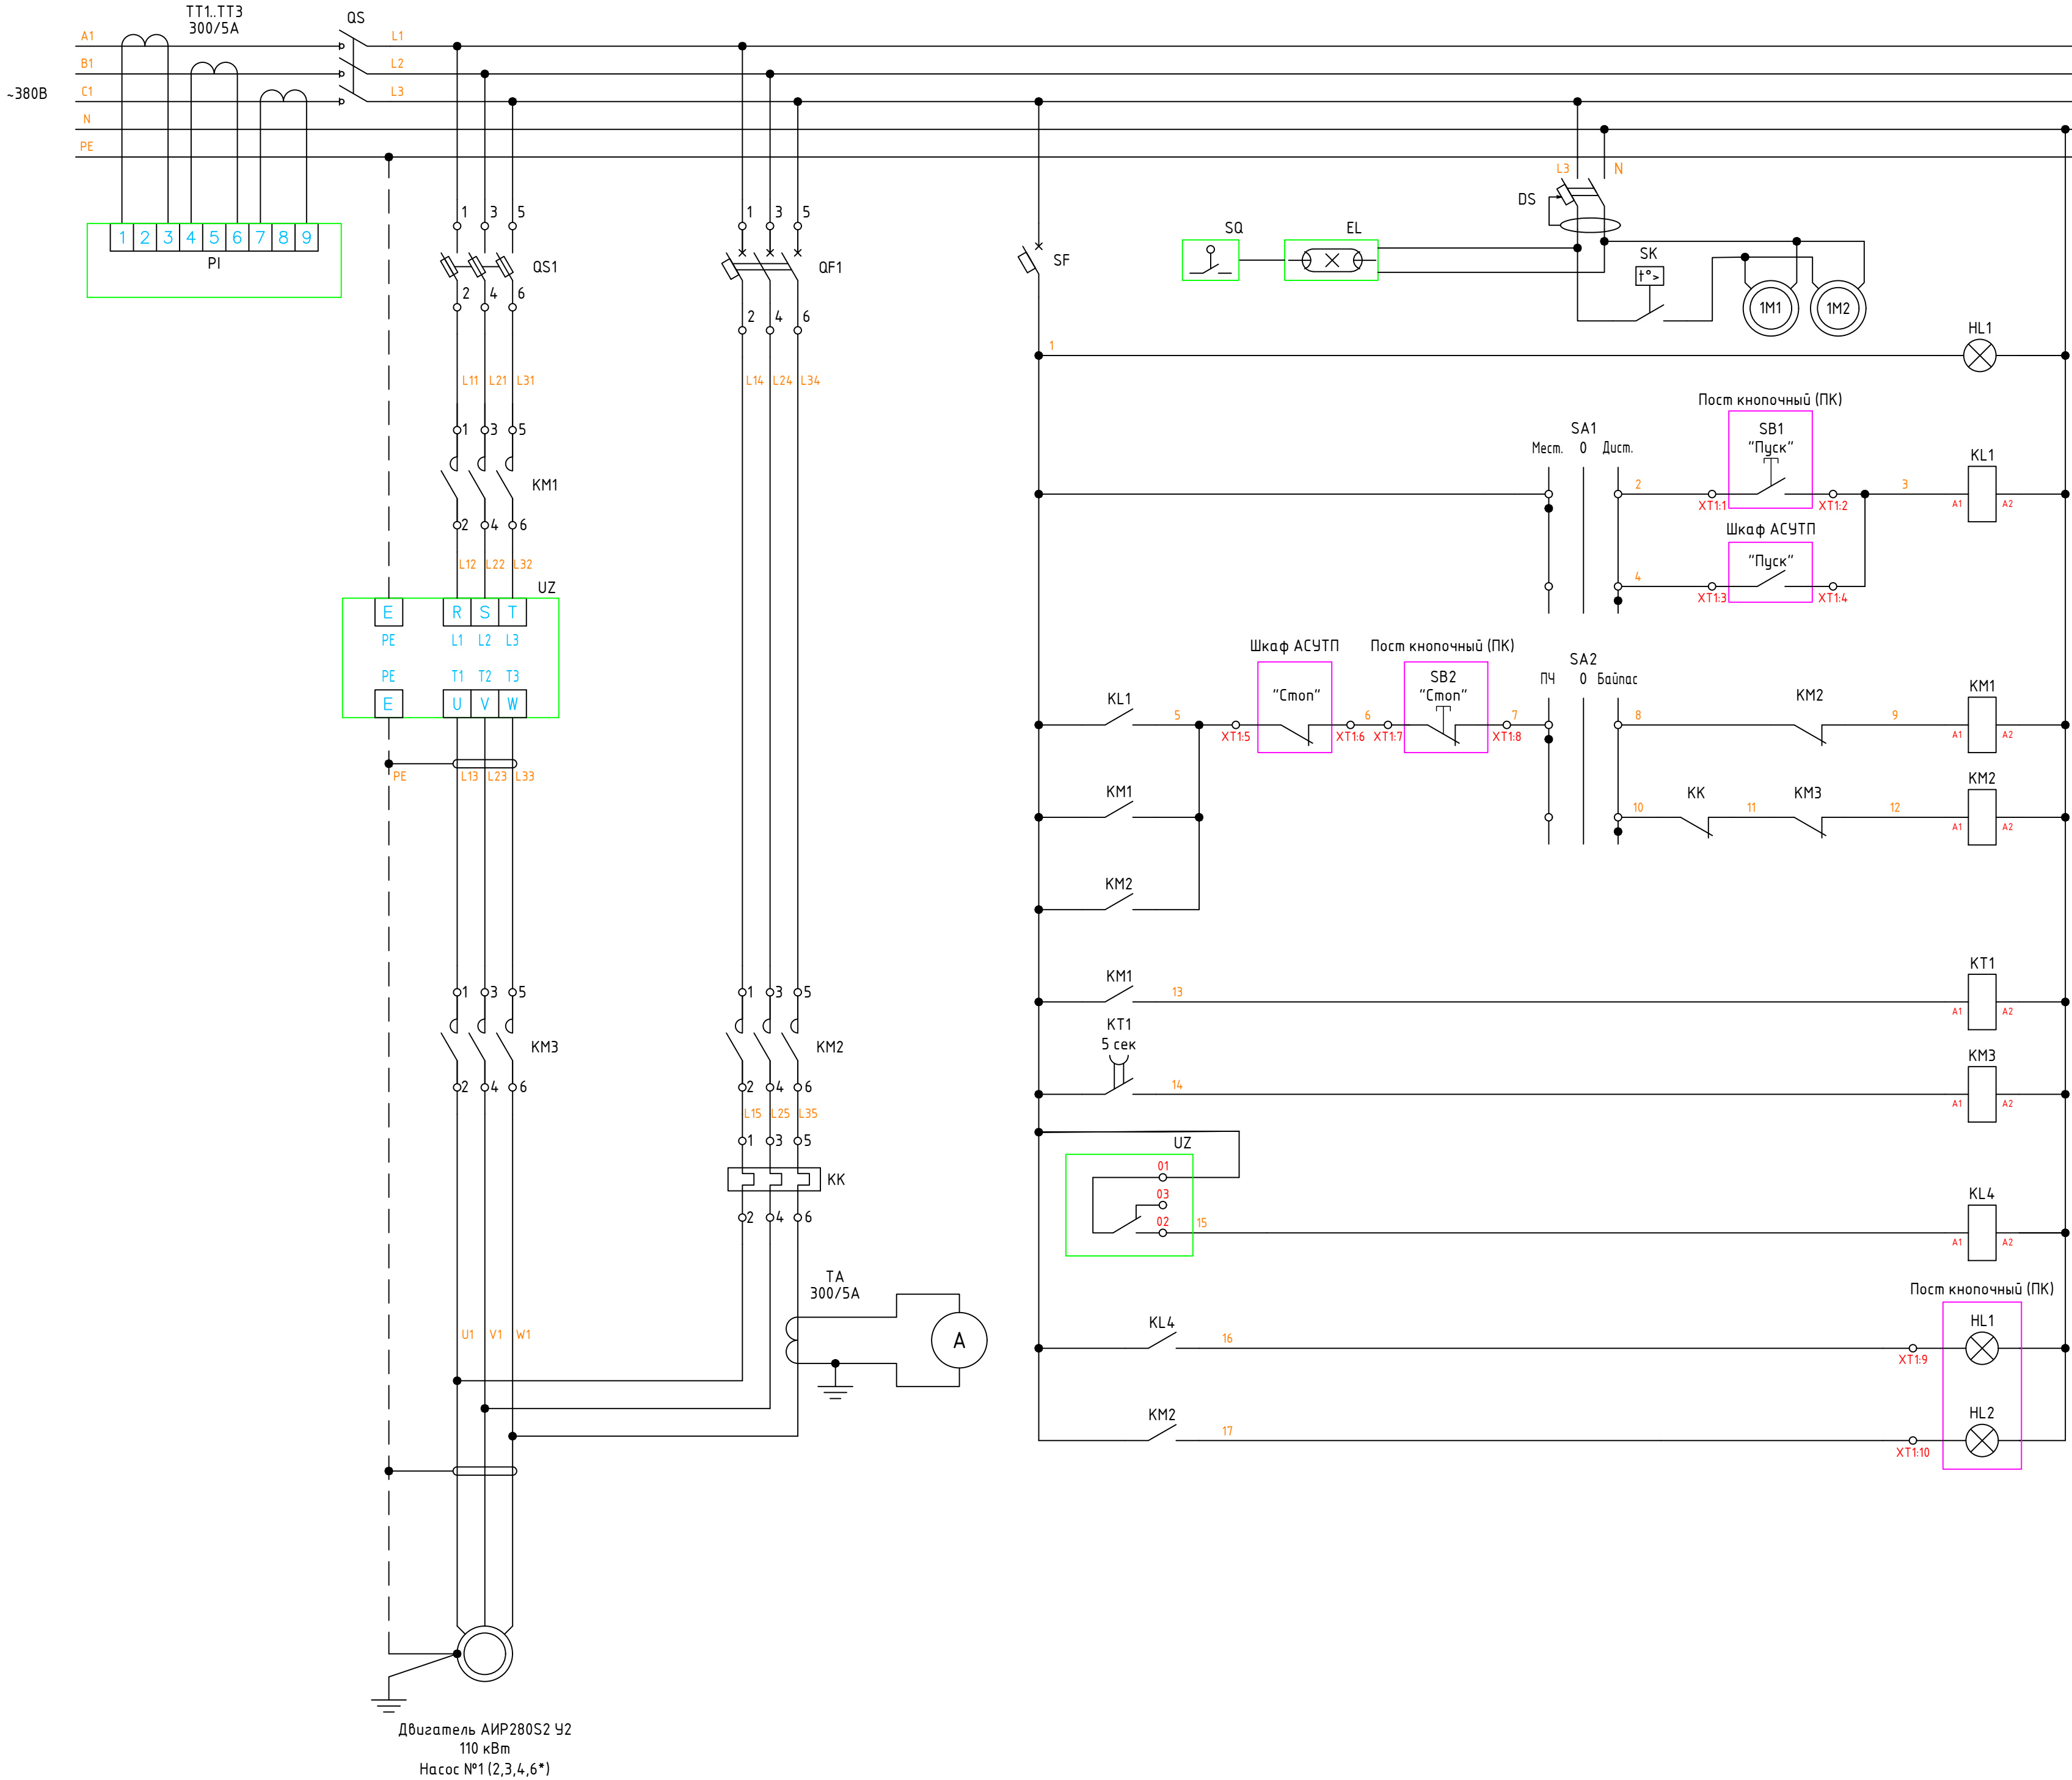 ТТ1..ТТ3
300/5А
QS
A1
L1
B1
L2
~380В
C1
L3
N
PE
1 2 3 4 5 6 7 8 9
PI
1 3 5
QS1
2 4 6
L11 L21 L31
1 3 5
KM1
2 4 6
L12 L22 L32
UZ
E R S T
PE L1 L2 L3
PE T1 T2 T3
E U V W
PE L13 L23 L33
1 3 5
KM3
2 4 6
U1 V1 W1
Двигатель АИР280S2 У2
110 кВт
Насос №1 (2,3,4,6*)
1 3 5
QF1
2 4 6
L14 L24 L34
1 3 5
KM2
2 4 6
L15 L25 L35
1 3 5
KK
2 4 6
TA
300/5А
A
SF
L3 N
DS
SQ
EL
SK
t°>
1M1
1M2
1
HL1
Пост кнопочный (ПК)
SA1
SB1
Мест. 0 Дист.
"Пуск"
KL1
2
3
XT1:1
XT1:2
A1 A2
Шкаф АСУТП
"Пуск"
4
XT1:3
XT1:4
Шкаф АСУТП
Пост кнопочный (ПК)
SA2
SB2
ПЧ 0 Байпас
KL1
"Стоп"
"Стоп"
KM2
KM1
5
6
7
8
9
XT1:5
XT1:6
XT1:7
XT1:8
A1 A2
KM1
KK
KM3
KM2
10
11
12
A1 A2
KM2
KM1
13
KT1
A1 A2
KT1
5 сек
14
KM3
A1 A2
UZ
01
03
02
15
KL4
A1 A2
Пост кнопочный (ПК)
KL4
16
HL1
XT1:9
KM2
17
HL2
XT1:10